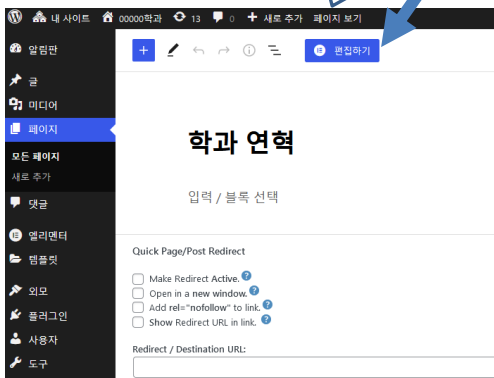 내 사이트 00000학과 13 0 + 새로 추가 페이지 보기
알림판
글
미디어
페이지
모든 페이지
새로 추가
댓글
엘리멘터
템플릿
외모
플러그인
사용자
도구
+ 편집하기
학과 연혁
입력 / 블록 선택
Quick Page/Post Redirect
Make Redirect Active. ?
Open in a new window. ?
Add rel="nofollow" to link. ?
Show Redirect URL in link. ?
Redirect / Destination URL: